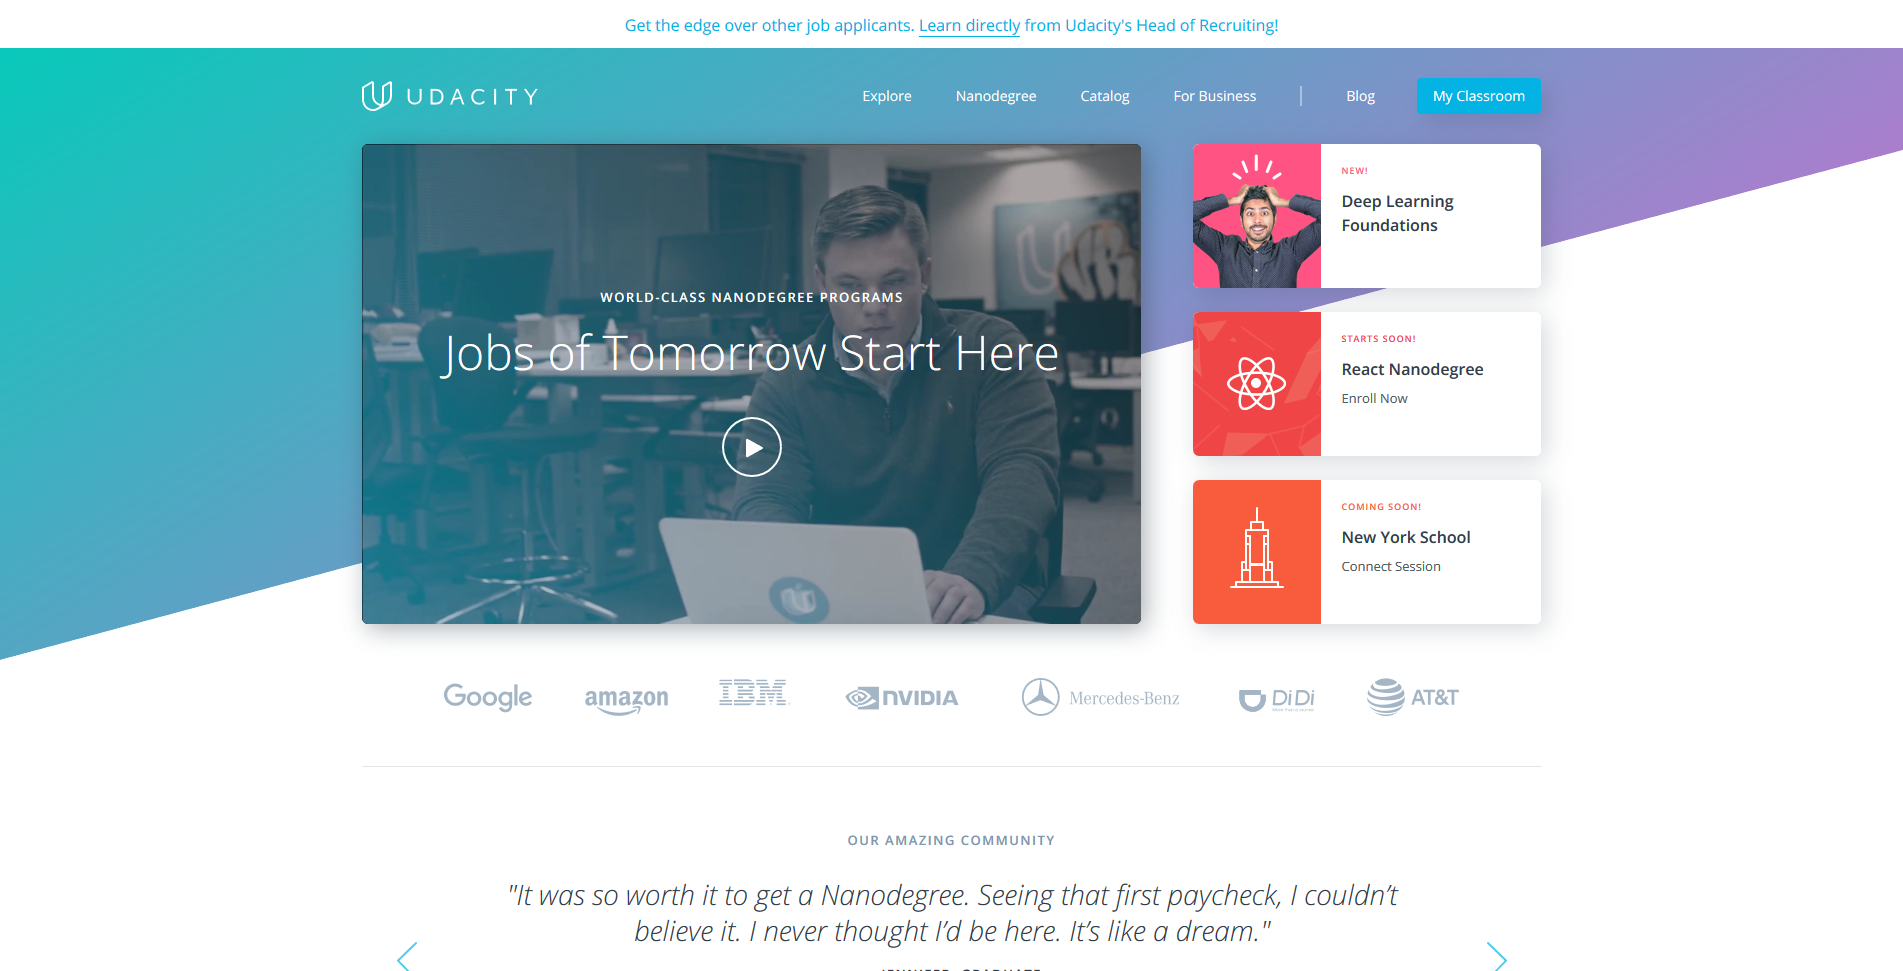 Get the edge over other job applicants. Learn directly from Udacity's Head of Recruiting!
UDACITY
Explore
Nanodegree
Catalog
For Business
Blog
My Classroom
WORLD-CLASS NANODEGREE PROGRAMS
Jobs of Tomorrow Start Here
NEW!
Deep Learning
Foundations
STARTS SOON!
React Nanodegree
Enroll Now
COMING SOON!
New York School
Connect Session
Google
amazon
IBM
NVIDIA
Mercedes-Benz
DiDi
AT&T
OUR AMAZING COMMUNITY
"It was so worth it to get a Nanodegree. Seeing that first paycheck, I couldn’t
believe it. I never thought I’d be here. It’s like a dream."